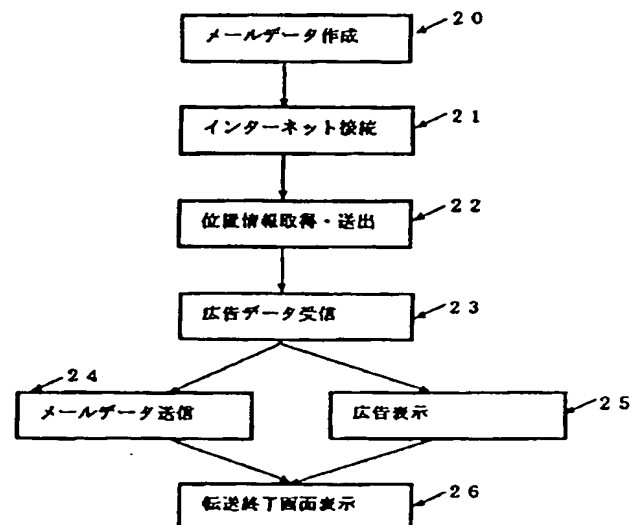 メールデータ作成
20
インターネット接続
21
位置情報取得・送出
22
広告データ受信
23
24
メールデータ送信
広告表示
25
転送終了画面表示
26